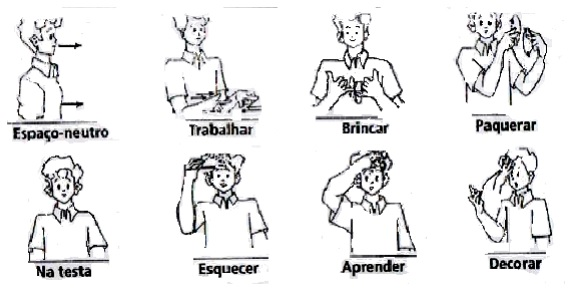 Espaço-neutro
Trabalhar
Brincar
Paquerar
Na testa
Esquecer
Aprender
Decorar